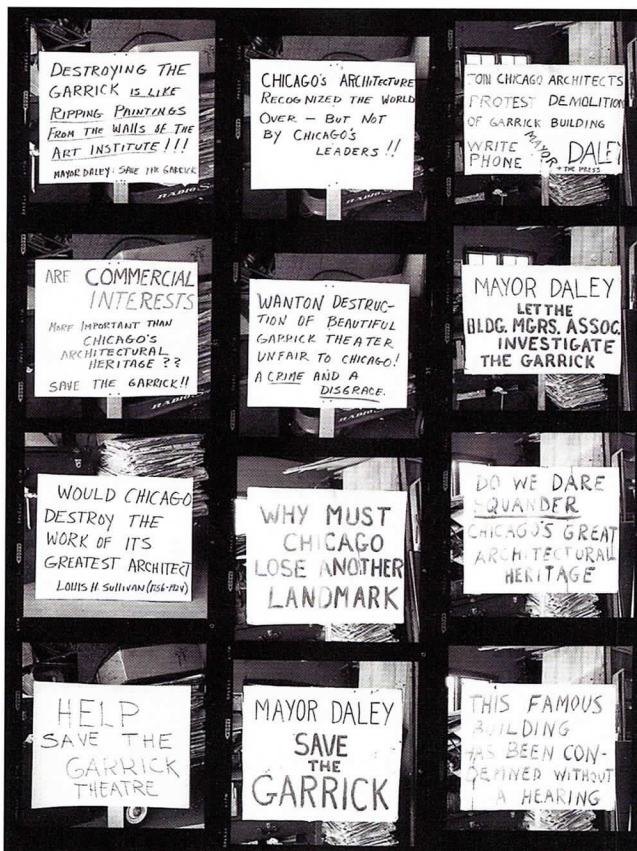 DESTROYING THE
GARRICK IS LIKE
RIPPING PAINTINGS
FROM THE WALLS OF THE
ART INSTITUTE!!!
MAYOR DALEY: SAVE THE GARRICK
CHICAGO'S ARCHITECTURE
RECOGNIZED THE WORLD
OVER – BUT NOT
BY CHICAGO'S
LEADERS!!
JOIN CHICAGO ARCHITECTS
PROTEST DEMOLITION
OF GARRICK BUILDING
WRITE
PHONE MAYOR DALEY
+ THE PRESS
ARE COMMERCIAL
INTERESTS
MORE IMPORTANT THAN
CHICAGO'S
ARCHITECTURAL
HERITAGE??
SAVE THE GARRICK!!
WANTON DESTRUC-
TION OF BEAUTIFUL
GARRICK THEATER
UNFAIR TO CHICAGO!
A CRIME AND A
DISGRACE.
MAYOR DALEY
LET THE
BLDG. MGRS. ASSOC.
INVESTIGATE
THE GARRICK
WOULD CHICAGO
DESTROY THE
WORK OF ITS
GREATEST ARCHITECT
LOUIS H. SULLIVAN (1856-1924)
WHY MUST
CHICAGO
LOSE ANOTHER
LANDMARK
DO WE DARE
SQUANDER
CHICAGO'S GREAT
ARCHITECTURAL
HERITAGE
HELP
SAVE THE
GARRICK
THEATRE
MAYOR DALEY
SAVE
THE
GARRICK
THIS FAMOUS
BUILDING
HAS BEEN CON-
DEMNED WITHOUT
A HEARING